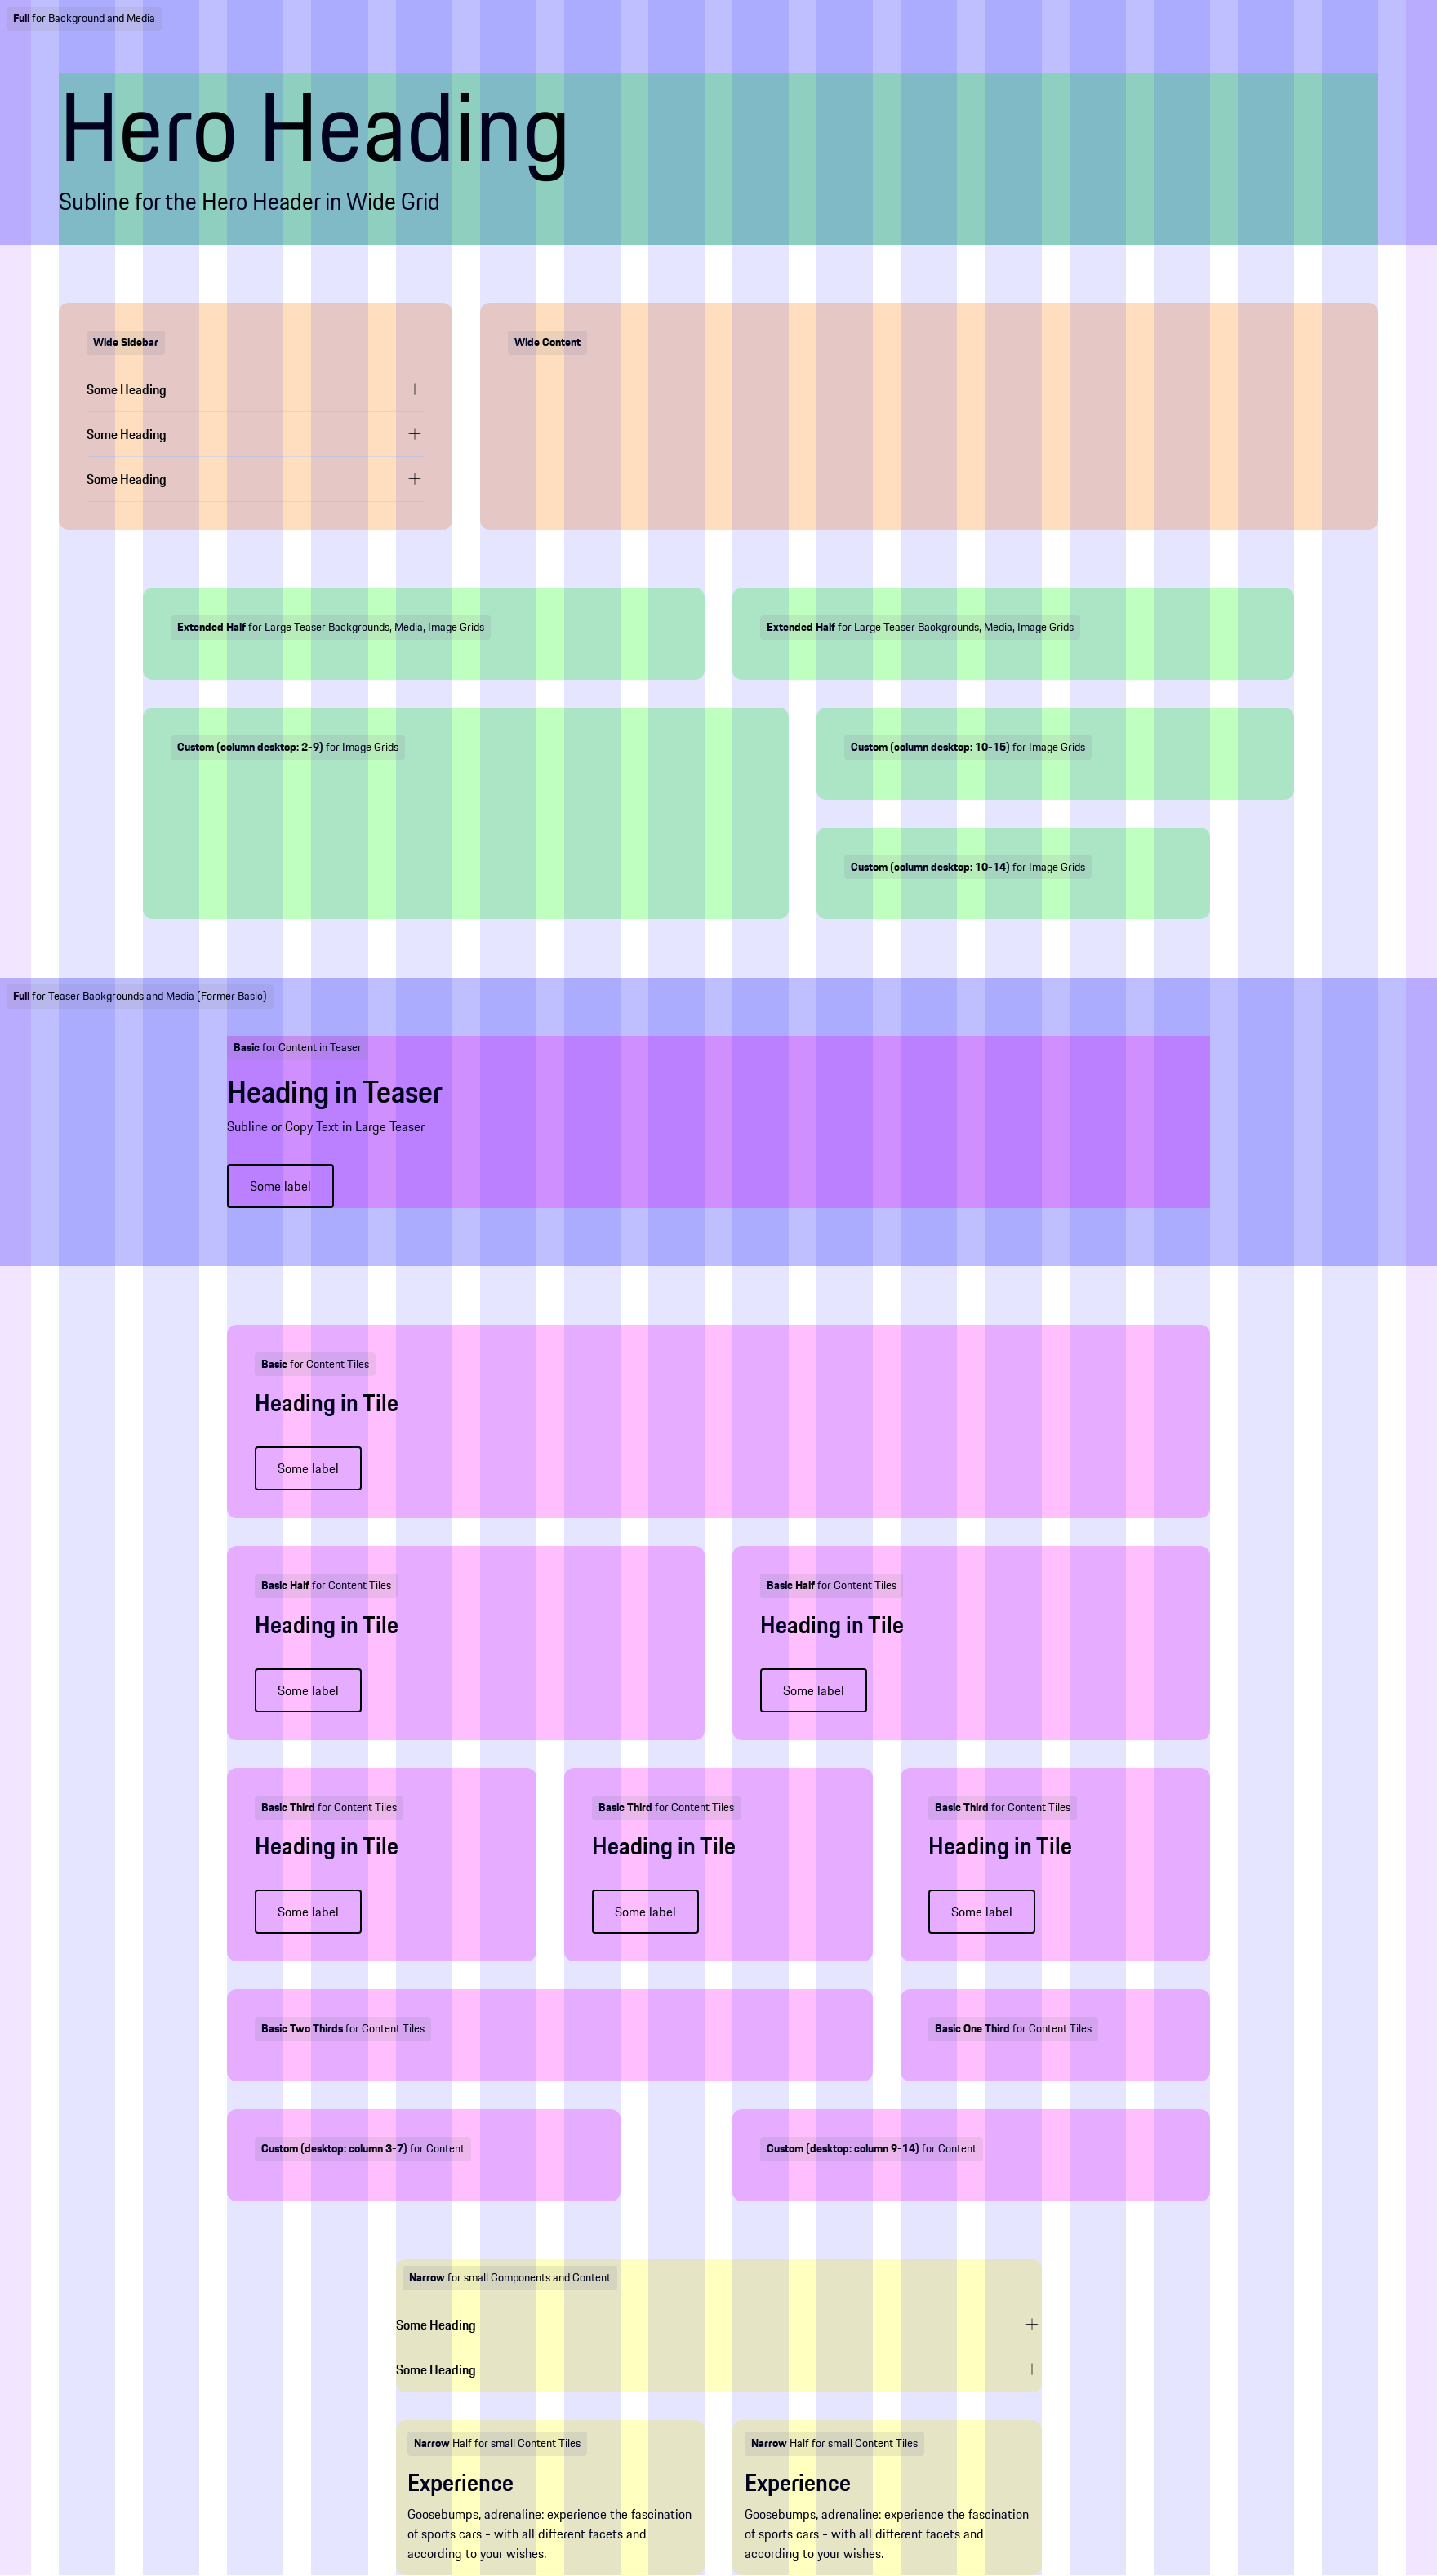 Full for Background and Media
Hero Heading
Subline for the Hero Header in Wide Grid
Wide Sidebar
Some Heading
Some Heading
Some Heading
Wide Content
Extended Half for Large Teaser Backgrounds, Media, Image Grids
Extended Half for Large Teaser Backgrounds, Media, Image Grids
Custom (column desktop: 2-9) for Image Grids
Custom (column desktop: 10-15) for Image Grids
Custom (column desktop: 10-14) for Image Grids
Full for Teaser Backgrounds and Media (Former Basic)
Basic for Content in Teaser
Heading in Teaser
Subline or Copy Text in Large Teaser
Some label
Basic for Content Tiles
Heading in Tile
Some label
Basic Half for Content Tiles
Heading in Tile
Some label
Basic Half for Content Tiles
Heading in Tile
Some label
Basic Third for Content Tiles
Heading in Tile
Some label
Basic Third for Content Tiles
Heading in Tile
Some label
Basic Third for Content Tiles
Heading in Tile
Some label
Basic Two Thirds for Content Tiles
Basic One Third for Content Tiles
Custom (desktop: column 3-7) for Content
Custom (desktop: column 9-14) for Content
Narrow for small Components and Content
Some Heading
Some Heading
Narrow Half for small Content Tiles
Experience
Goosebumps, adrenaline: experience the fascination
of sports cars - with all different facets and
according to your wishes.
Narrow Half for small Content Tiles
Experience
Goosebumps, adrenaline: experience the fascination
of sports cars - with all different facets and
according to your wishes.